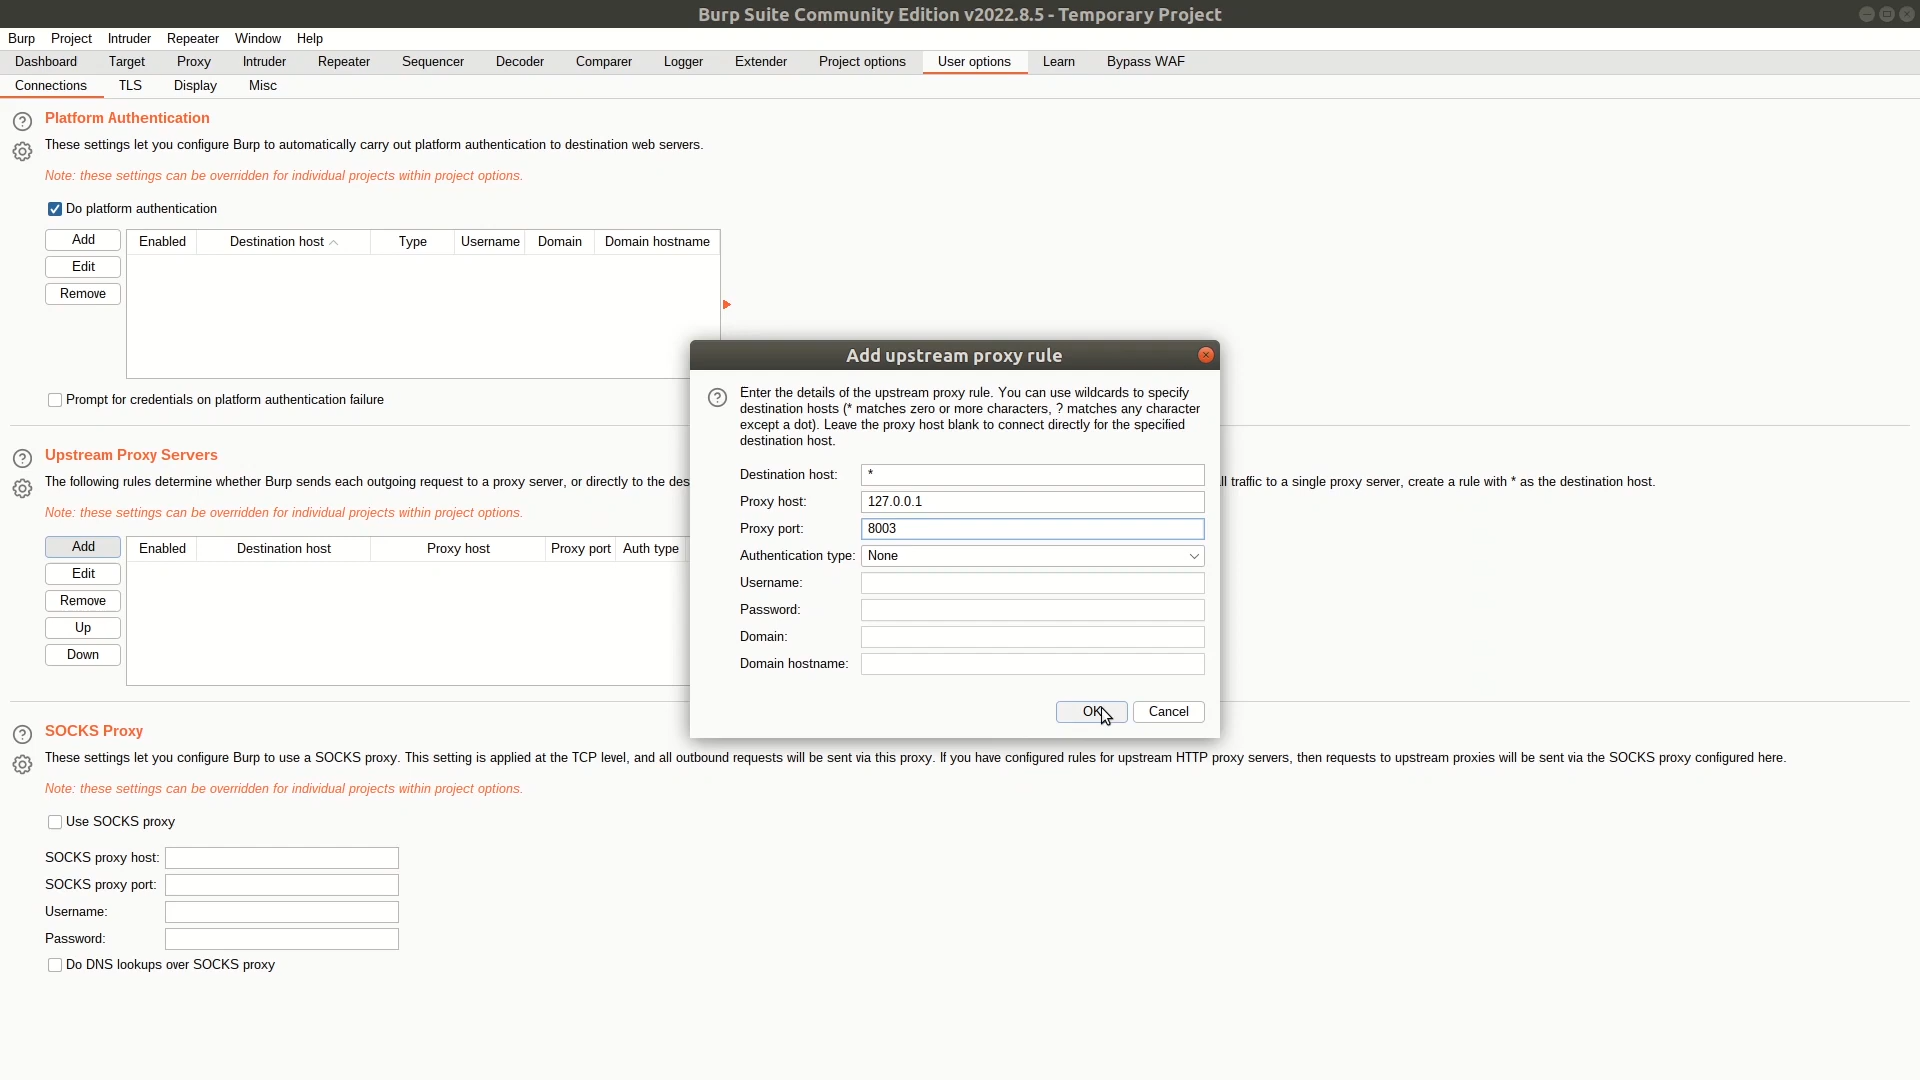 Burp Suite Community Edition v2022.8.5 - Temporary Project
Burp Project Intruder Repeater Window Help
Dashboard Target Proxy Intruder Repeater Sequencer Decoder Comparer Logger Extender Project options User options Learn Bypass WAF
Connections TLS Display Misc
Platform Authentication
These settings let you configure Burp to automatically carry out platform authentication to destination web servers.
Note: these settings can be overridden for individual projects within project options.
Do platform authentication
Add
Edit
Remove
Enabled Destination host Type Username Domain Domain hostname
Prompt for credentials on platform authentication failure
Upstream Proxy Servers
The following rules determine whether Burp sends each outgoing request to a proxy server, or directly to the des
ll traffic to a single proxy server, create a rule with * as the destination host.
Note: these settings can be overridden for individual projects within project options.
Add
Edit
Remove
Up
Down
Enabled Destination host Proxy host Proxy port Auth type
Add upstream proxy rule
Enter the details of the upstream proxy rule. You can use wildcards to specify
destination hosts (* matches zero or more characters, ? matches any character
except a dot). Leave the proxy host blank to connect directly for the specified
destination host.
Destination host: *
Proxy host: 127.0.0.1
Proxy port: 8003
Authentication type: None
Username:
Password:
Domain:
Domain hostname:
OK Cancel
SOCKS Proxy
These settings let you configure Burp to use a SOCKS proxy. This setting is applied at the TCP level, and all outbound requests will be sent via this proxy. If you have configured rules for upstream HTTP proxy servers, then requests to upstream proxies will be sent via the SOCKS proxy configured here.
Note: these settings can be overridden for individual projects within project options.
Use SOCKS proxy
SOCKS proxy host:
SOCKS proxy port:
Username:
Password:
Do DNS lookups over SOCKS proxy